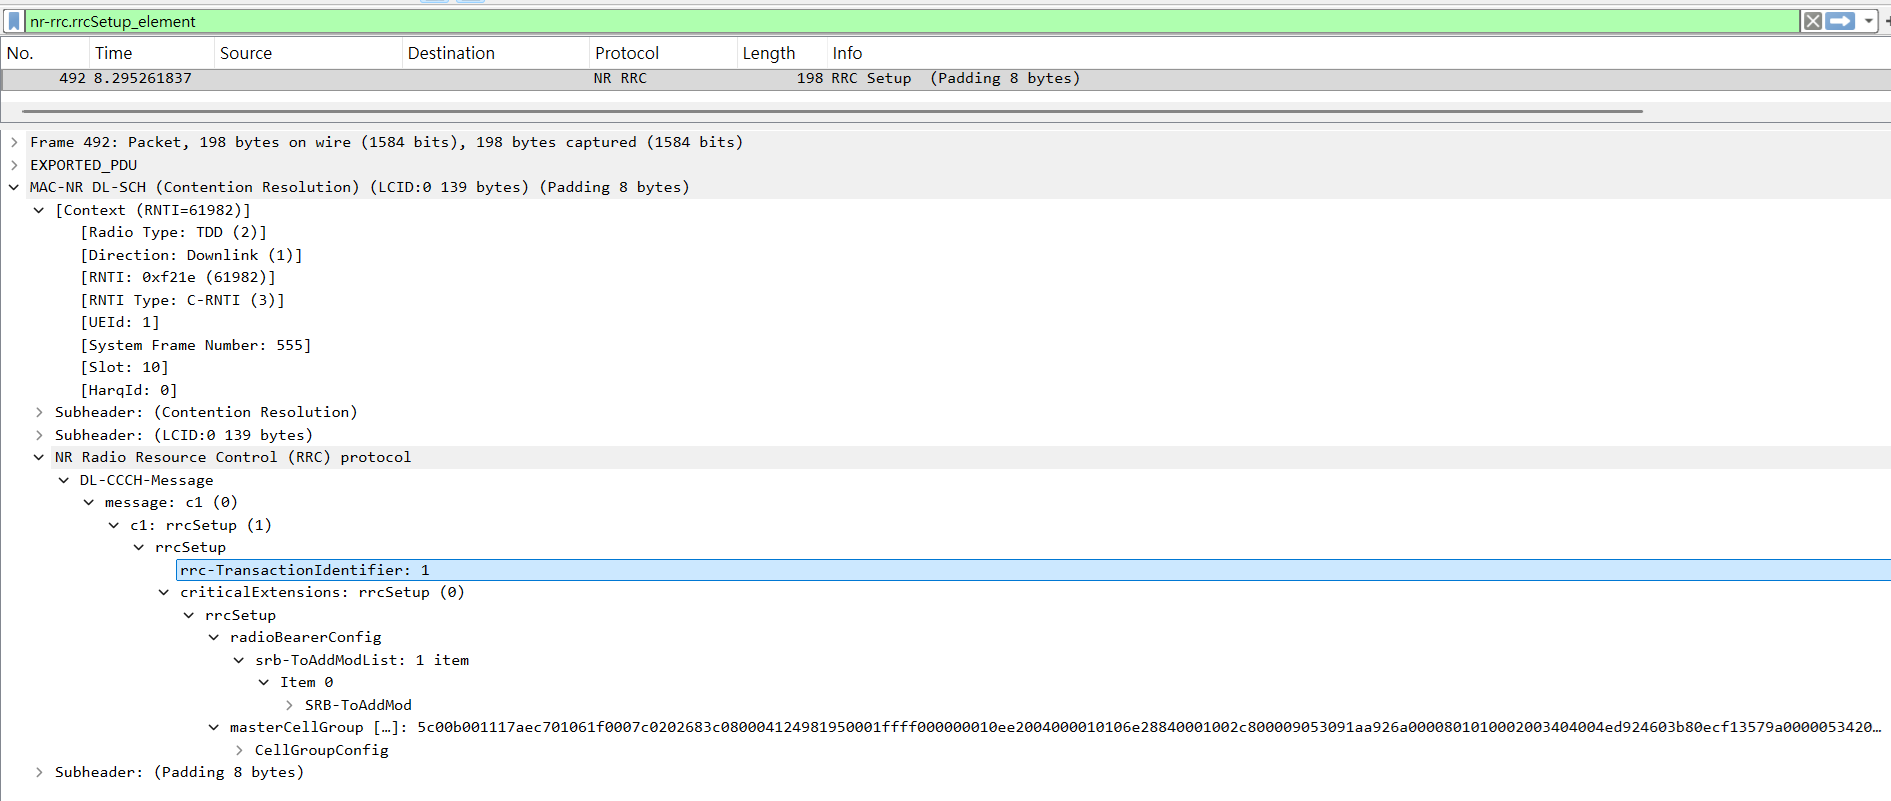 nr-rrc.rrcSetup_element
No. Time Source Destination Protocol Length Info
492 8.295261837 NR RRC 198 RRC Setup (Padding 8 bytes)
Frame 492: Packet, 198 bytes on wire (1584 bits), 198 bytes captured (1584 bits)
EXPORTED_PDU
MAC-NR DL-SCH (Contention Resolution) (LCID:0 139 bytes) (Padding 8 bytes)
[Context (RNTI=61982)]
[Radio Type: TDD (2)]
[Direction: Downlink (1)]
[RNTI: 0xf21e (61982)]
[RNTI Type: C-RNTI (3)]
[UEId: 1]
[System Frame Number: 555]
[Slot: 10]
[HarqId: 0]
Subheader: (Contention Resolution)
Subheader: (LCID:0 139 bytes)
NR Radio Resource Control (RRC) protocol
DL-CCCH-Message
message: c1 (0)
c1: rrcSetup (1)
rrcSetup
rrc-TransactionIdentifier: 1
criticalExtensions: rrcSetup (0)
rrcSetup
radioBearerConfig
srb-ToAddModList: 1 item
Item 0
SRB-ToAddMod
masterCellGroup […]: 5c00b001117aec701061f0007c0202683c080004124981950001ffff000000010ee2004000010106e28840001002c800009053091aa926a0000801010002003404004ed924603b80ecf13579a0000053420…
CellGroupConfig
Subheader: (Padding 8 bytes)